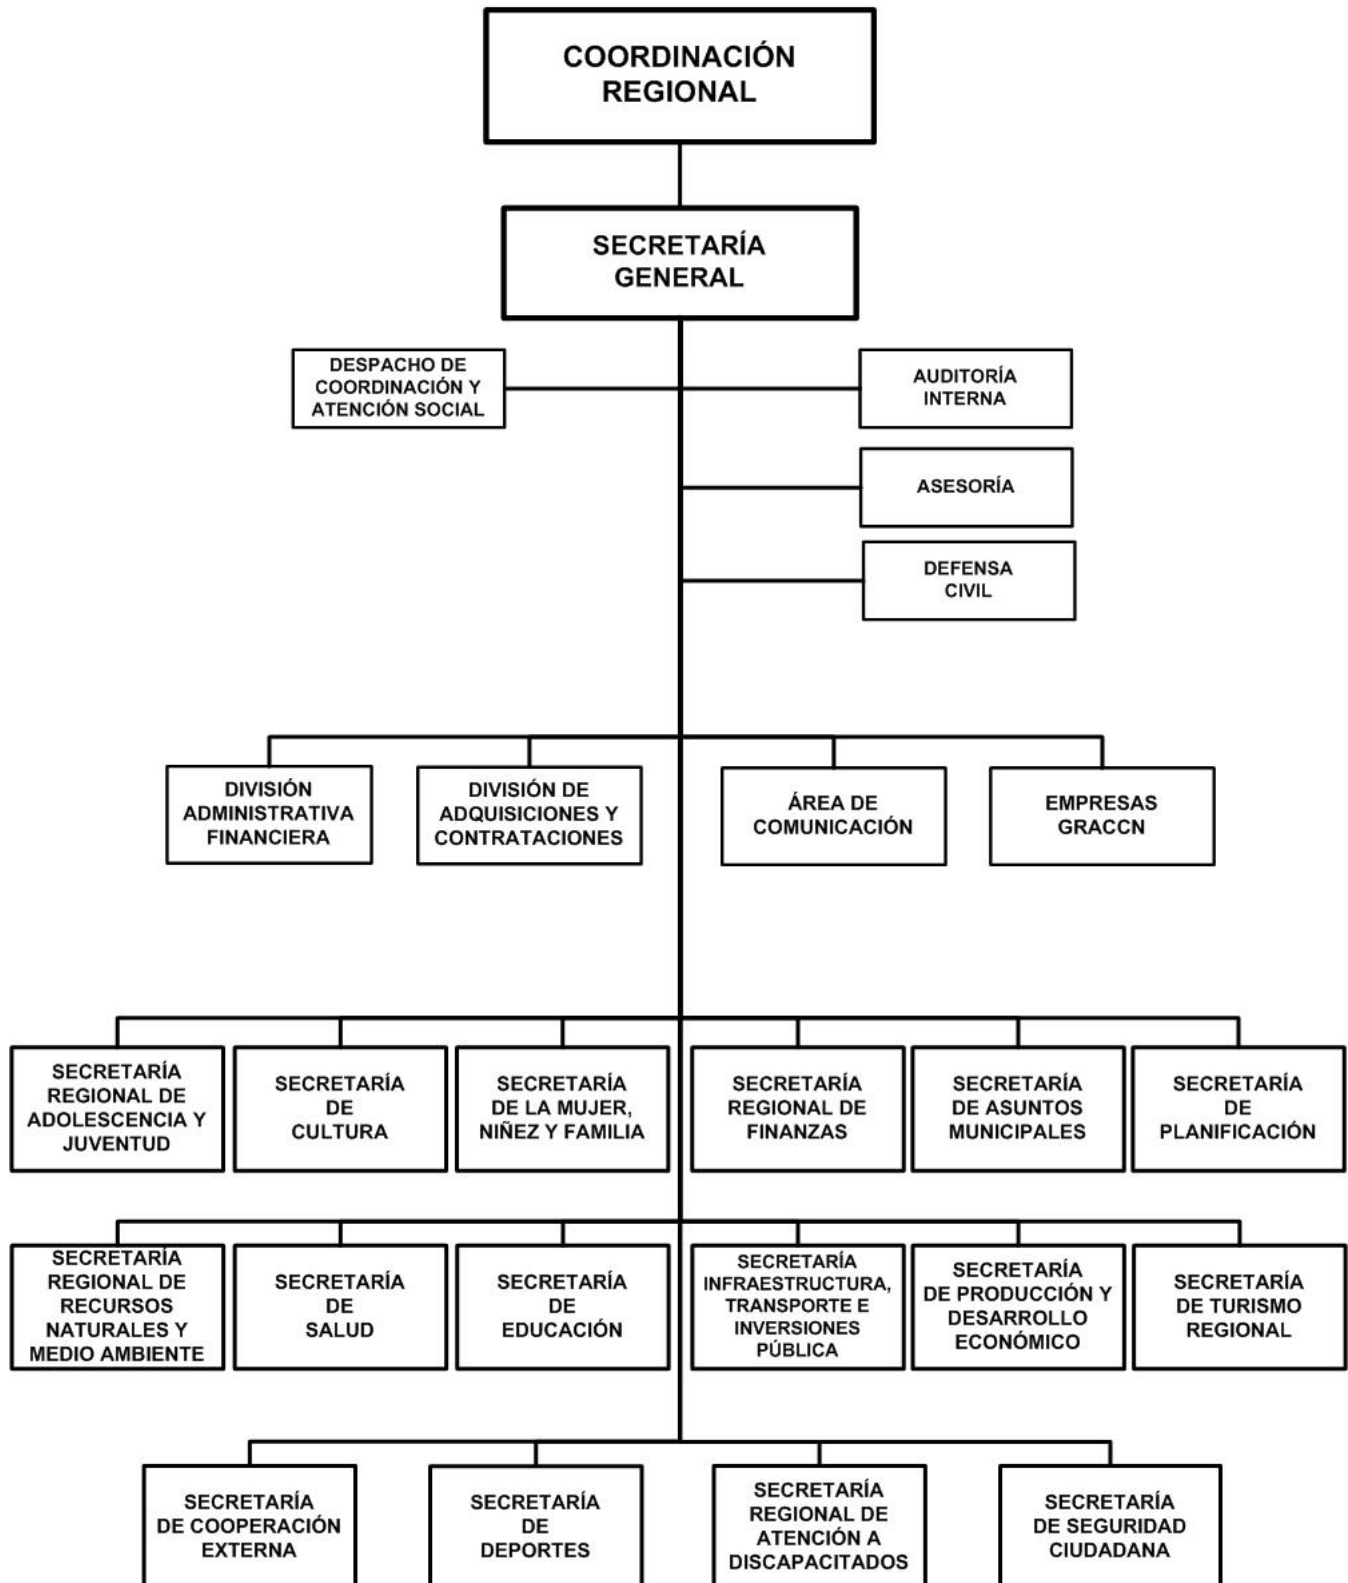 COORDINACIÓN
REGIONAL
SECRETARÍA
GENERAL
DESPACHO DE
COORDINACIÓN Y
ATENCIÓN SOCIAL
AUDITORÍA
INTERNA
ASESORÍA
DEFENSA
CIVIL
DIVISIÓN
ADMINISTRATIVA
FINANCIERA
DIVISIÓN DE
ADQUISICIONES Y
CONTRATACIONES
ÁREA DE
COMUNICACIÓN
EMPRESAS
GRACCN
SECRETARÍA
REGIONAL DE
ADOLESCENCIA Y
JUVENTUD
SECRETARÍA
DE
CULTURA
SECRETARÍA
DE LA MUJER,
NIÑEZ Y FAMILIA
SECRETARÍA
REGIONAL DE
FINANZAS
SECRETARÍA
DE ASUNTOS
MUNICIPALES
SECRETARÍA
DE
PLANIFICACIÓN
SECRETARÍA
REGIONAL DE
RECURSOS
NATURALES Y
MEDIO AMBIENTE
SECRETARÍA
DE
SALUD
SECRETARÍA
DE
EDUCACIÓN
SECRETARÍA
INFRAESTRUCTURA,
TRANSPORTE E
INVERSIONES
PÚBLICA
SECRETARÍA
DE PRODUCCIÓN Y
DESARROLLO
ECONÓMICO
SECRETARÍA
DE TURISMO
REGIONAL
SECRETARÍA
DE COOPERACIÓN
EXTERNA
SECRETARÍA
DE
DEPORTES
SECRETARÍA
REGIONAL DE
ATENCIÓN A
DISCAPACITADOS
SECRETARÍA
DE SEGURIDAD
CIUDADANA